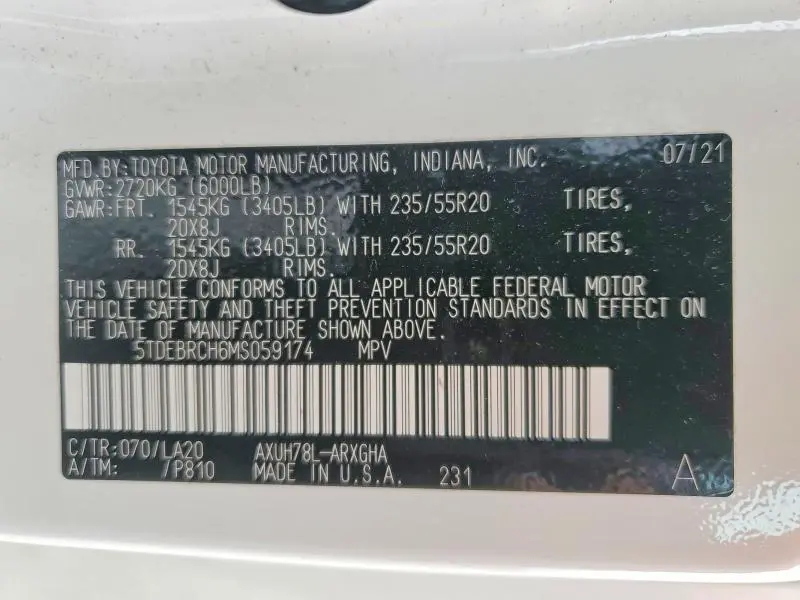 MFD.BY:TOYOTA MOTOR MANUFACTURING, INDIANA, INC. 07/21
GVWR:2720KG (6000LB)
GAWR:FRT. 1545KG (3405LB) WITH 235/55R20 TIRES,
20X8J RIMS.
RR. 1545KG (3405LB) WITH 235/55R20 TIRES,
20X8J RIMS.
THIS VEHICLE CONFORMS TO ALL APPLICABLE FEDERAL MOTOR
VEHICLE SAFETY AND THEFT PREVENTION STANDARDS IN EFFECT ON
THE DATE OF MANUFACTURE SHOWN ABOVE.
5TDEBRCH6MS059174 MPV
C/TR:070/LA20 AXUH78L-ARXGHA
A/TM: /P810 MADE IN U.S.A. 231 A